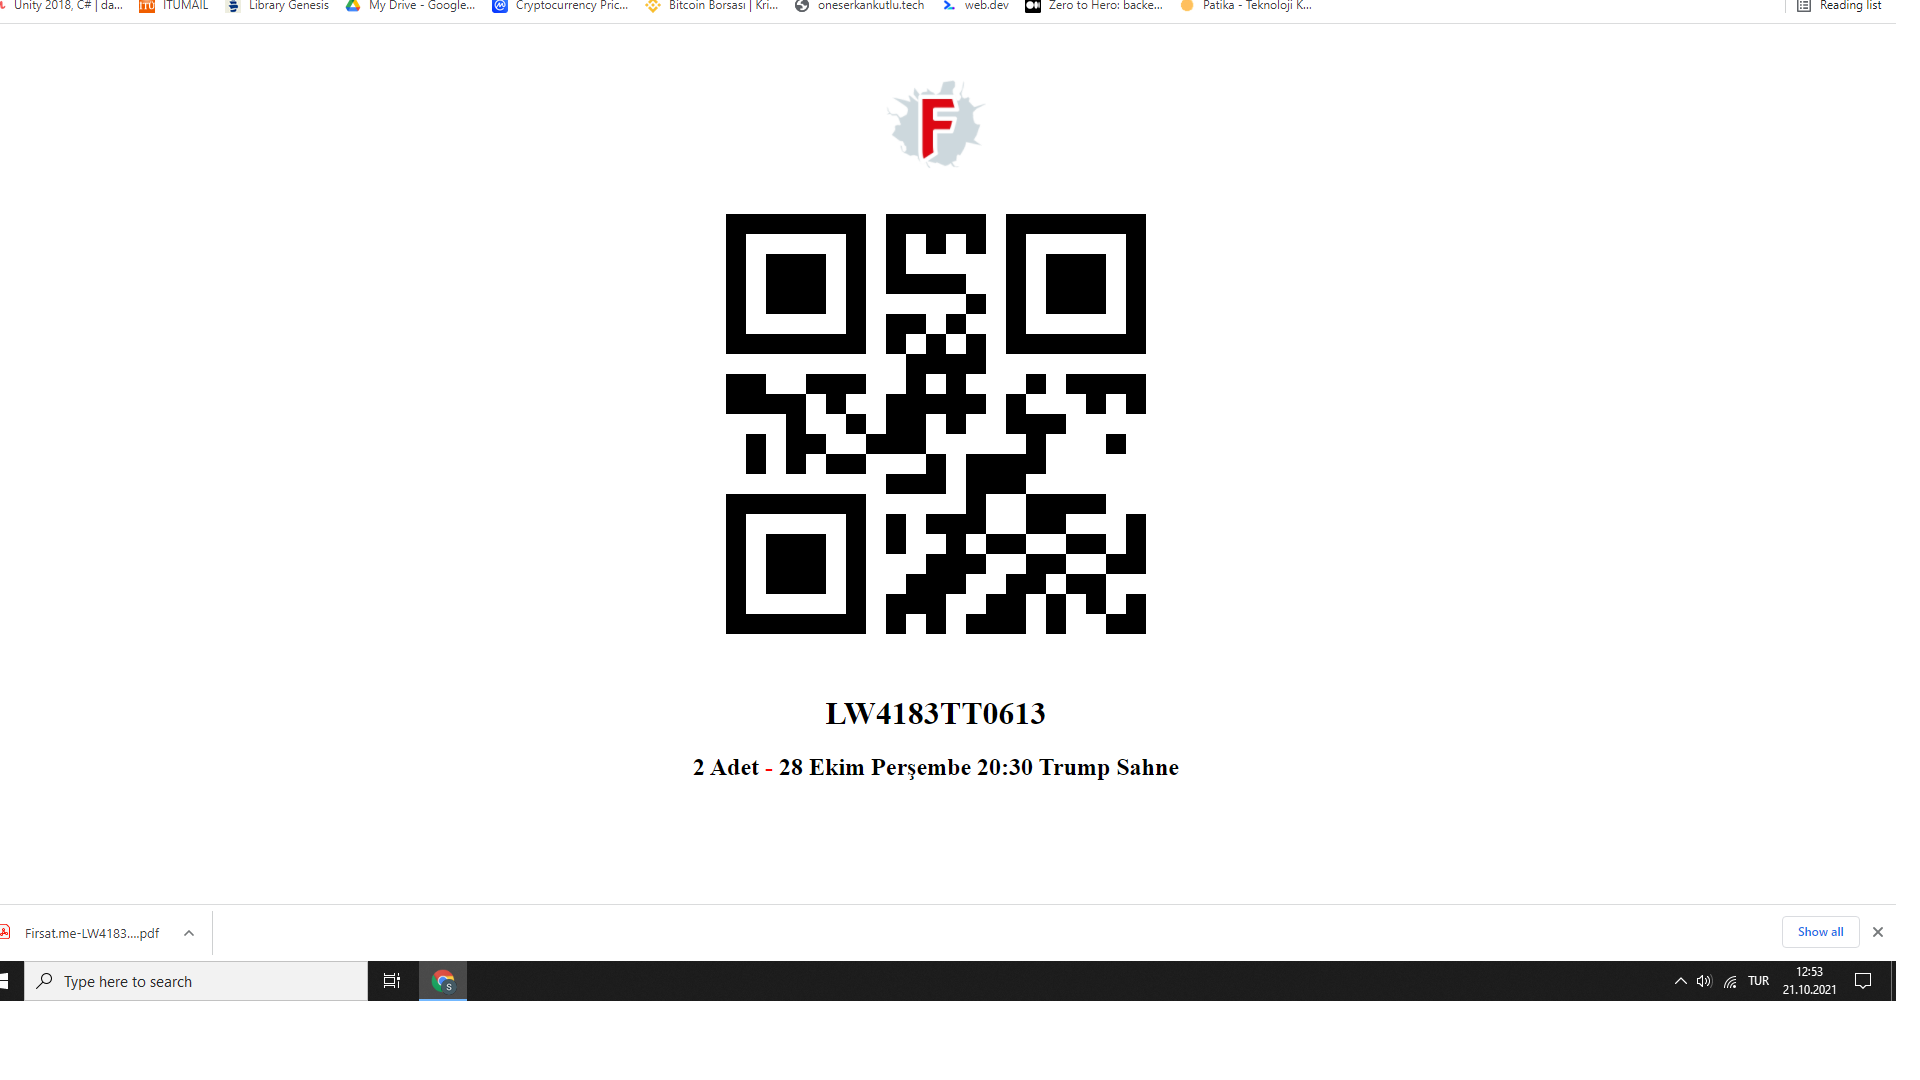 Unity 2018, C# | da...
ITU
ITUMAIL
Library Genesis
My Drive - Google...
Cryptocurrency Pric...
Bitcoin Borsası | Kri...
oneserkankutlu.tech
web.dev
Zero to Hero: backe...
Patika - Teknoloji K...
Reading list
F
LW4183TT0613
2 Adet - 28 Ekim Perşembe 20:30 Trump Sahne
Firsat.me-LW4183....pdf
Show all
Type here to search
S
TUR
12:53
21.10.2021